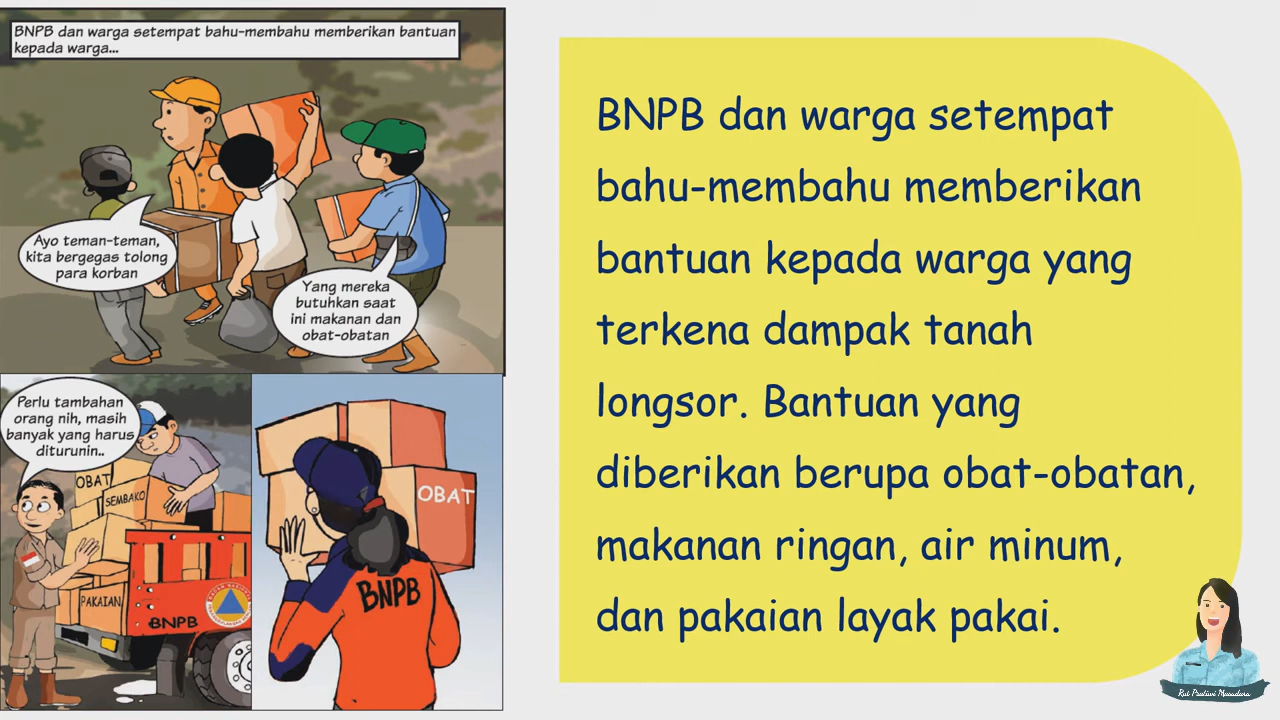 BNPB dan warga setempat bahu-membahu memberikan bantuan
kepada warga...
Ayo teman-teman,
kita bergegas tolong
para korban
Yang mereka
butuhkan saat
ini makanan dan
obat-obatan
Perlu tambahan
orang nih, masih
banyak yang harus
diturunin..
OBAT
SEMBAKO
PAKAIAN
BNPB
OBAT
BNPB
BNPB dan warga setempat
bahu-membahu memberikan
bantuan kepada warga yang
terkena dampak tanah
longsor. Bantuan yang
diberikan berupa obat-obatan,
makanan ringan, air minum,
dan pakaian layak pakai.